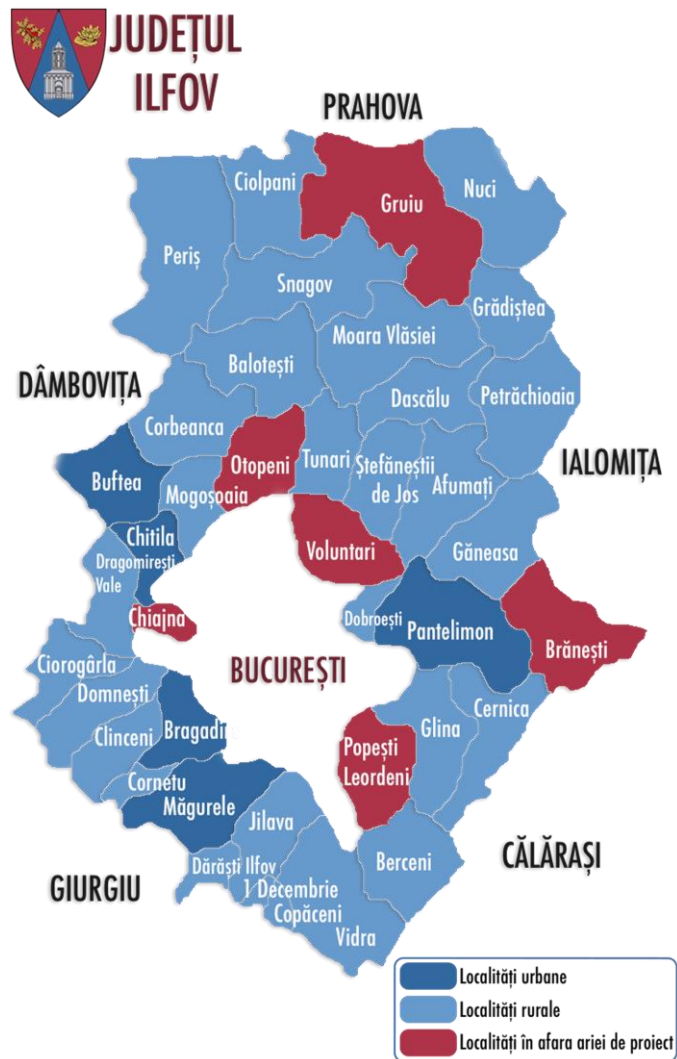 JUDEȚUL
ILFOV
PRAHOVA
Ciolpani
Gruiu
Nuci
Periș
Snagov
Grădiștea
Moara Vlăsiei
Balotești
DÂMBOVIȚA
Dascălu
Petrăchioaia
Corbeanca
Otopeni
Tunari
Ștefăneștii
de Jos
Afumați
IALOMIȚA
Buftea
Mogoșoaia
Chitila
Voluntari
Găneasa
Dragomirești
Vale
Chiajna
Dobroești
Pantelimon
Brănești
Ciorogârla
BUCUREȘTI
Domnești
Cernica
Clinceni
Bragadiru
Glina
Popești
Leordeni
Cornetu
Măgurele
Jilava
CĂLĂRAȘI
Dărăști Ilfov
Berceni
GIURGIU
1 Decembrie
Copăceni
Vidra
Localități urbane
Localități rurale
Localități în afara ariei de proiect